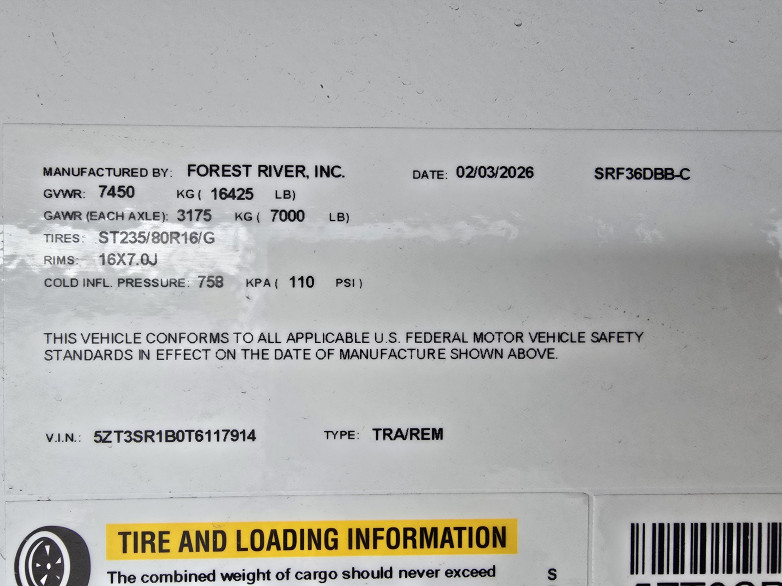 MANUFACTURED BY: FOREST RIVER, INC. DATE: 02/03/2026 SRF36DBB-C
GVWR: 7450 KG ( 16425 LB)
GAWR (EACH AXLE): 3175 KG ( 7000 LB)
TIRES: ST235/80R16/G
RIMS: 16X7.0J
COLD INFL. PRESSURE: 758 KPA ( 110 PSI )
THIS VEHICLE CONFORMS TO ALL APPLICABLE U.S. FEDERAL MOTOR VEHICLE SAFETY
STANDARDS IN EFFECT ON THE DATE OF MANUFACTURE SHOWN ABOVE.
V.I.N.: 5ZT3SR1B0T6117914 TYPE: TRA/REM
TIRE AND LOADING INFORMATION
The combined weight of cargo should never exceed S